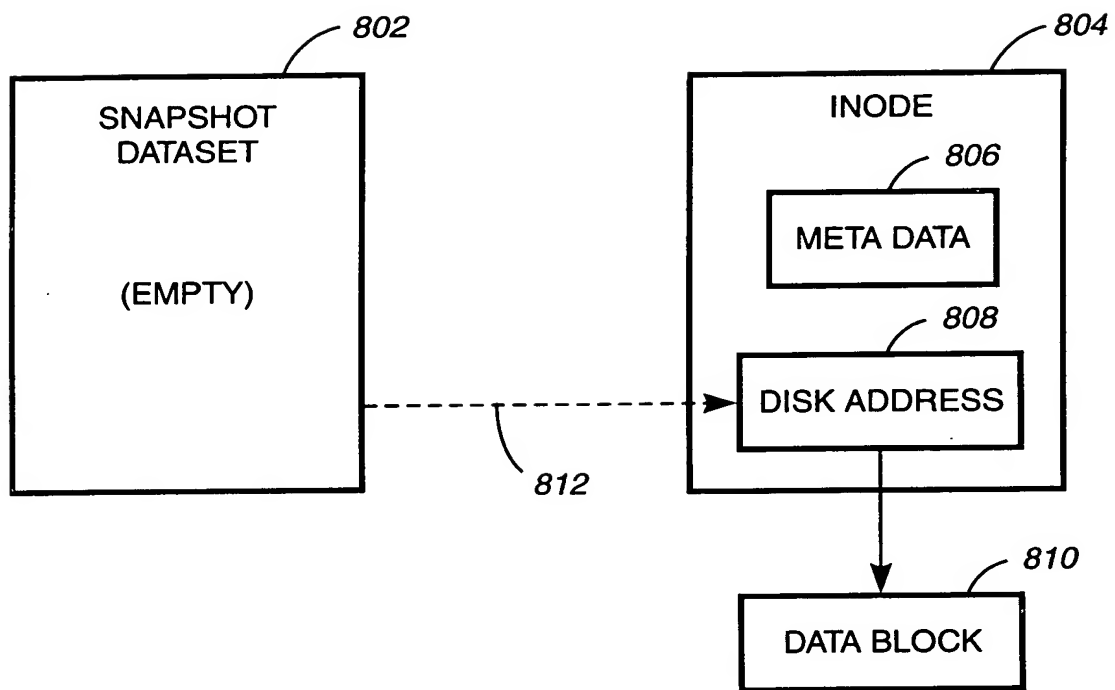 802
SNAPSHOT
DATASET
(EMPTY)
812
804
INODE
806
META DATA
808
DISK ADDRESS
810
DATA BLOCK